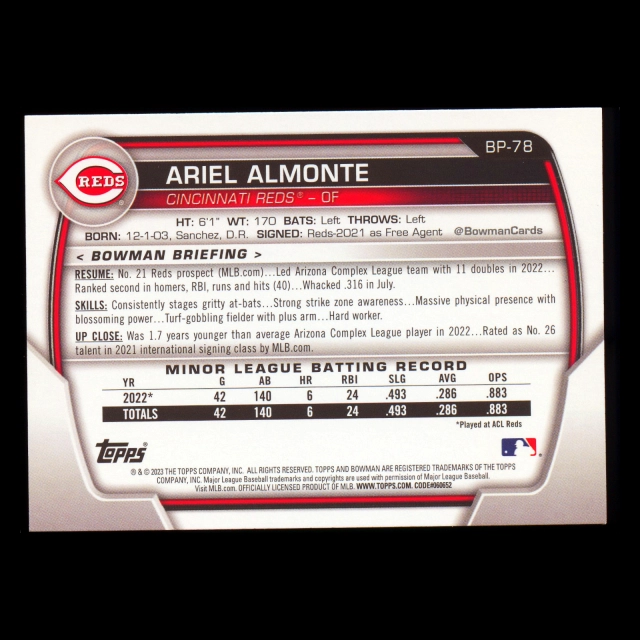 BP-78
REDS
ARIEL ALMONTE
CINCINNATI REDS® – OF
HT: 6'1" WT: 170 BATS: Left THROWS: Left
BORN: 12-1-03, Sanchez, D.R. SIGNED: Reds-2021 as Free Agent @BowmanCards
< BOWMAN BRIEFING >
RESUME: No. 21 Reds prospect (MLB.com)...Led Arizona Complex League team with 11 doubles in 2022...
Ranked second in homers, RBI, runs and hits (40)...Whacked .316 in July.
SKILLS: Consistently stages gritty at-bats...Strong strike zone awareness...Massive physical presence with
blossoming power...Turf-gobbling fielder with plus arm...Hard worker.
UP CLOSE: Was 1.7 years younger than average Arizona Complex League player in 2022...Rated as No. 26
talent in 2021 international signing class by MLB.com.
MINOR LEAGUE BATTING RECORD
YR G AB HR RBI SLG AVG OPS
2022* 42 140 6 24 .493 .286 .883
TOTALS 42 140 6 24 .493 .286 .883
*Played at ACL Reds
Topps®
® & © 2023 THE TOPPS COMPANY, INC. ALL RIGHTS RESERVED. TOPPS AND BOWMAN ARE REGISTERED TRADEMARKS OF THE TOPPS
COMPANY, INC. Major League Baseball trademarks and copyrights are used with permission of Major League Baseball.
Visit MLB.com. OFFICIALLY LICENSED PRODUCT OF MLB. WWW.TOPPS.COM. CODE#060652